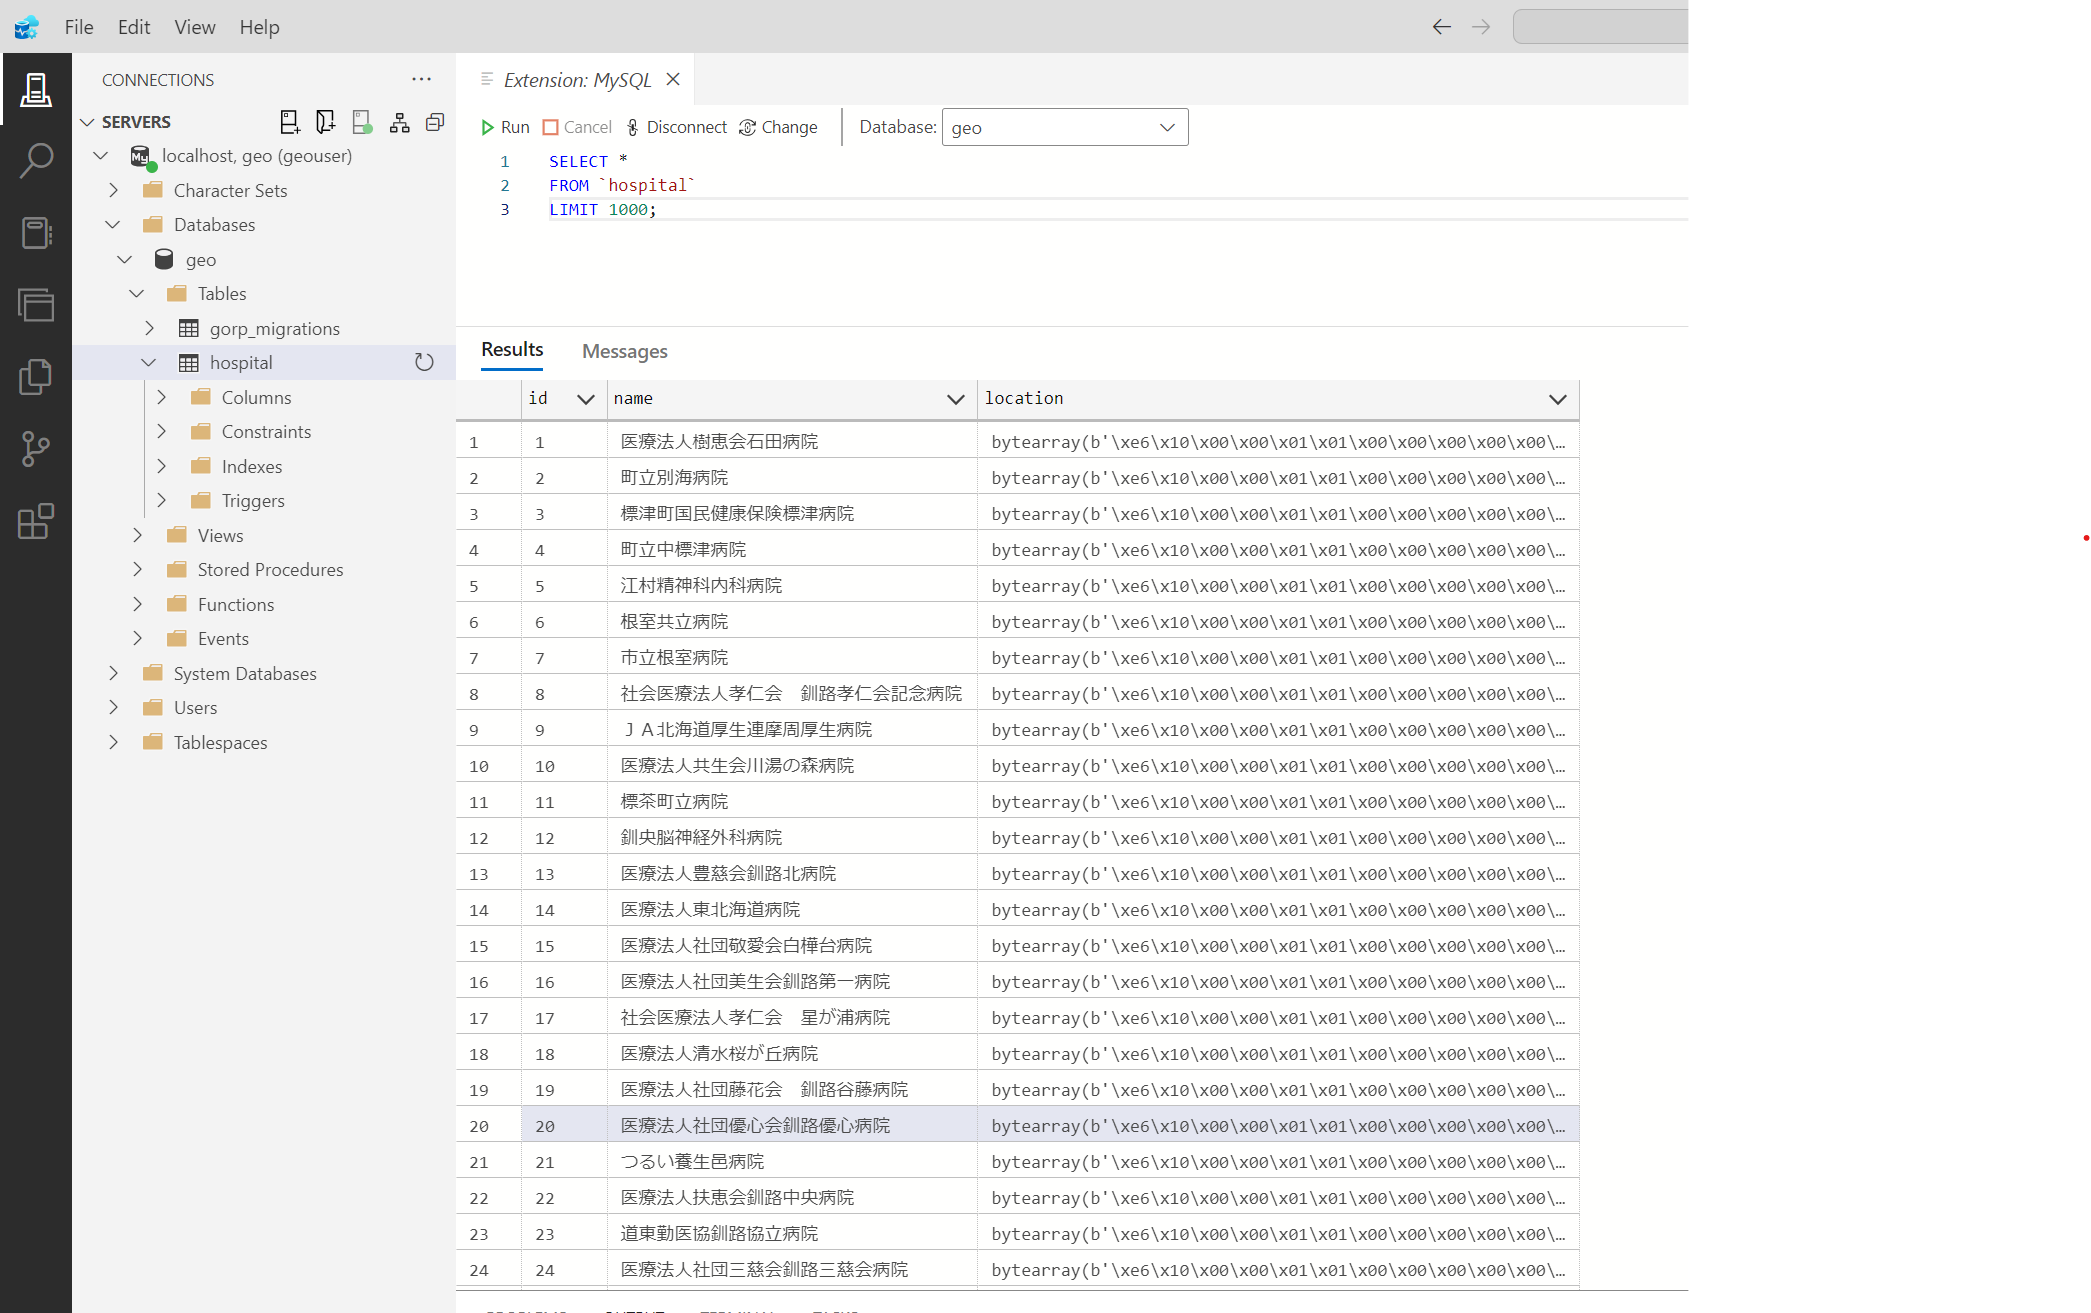 File Edit View Help
CONNECTIONS ···
SERVERS
localhost, geo (geouser)
Character Sets
Databases
geo
Tables
gorp_migrations
hospital
Columns
Constraints
Indexes
Triggers
Views
Stored Procedures
Functions
Events
System Databases
Users
Tablespaces
Extension: MySQL
Run Cancel Disconnect Change Database: geo
1 SELECT *
2 FROM `hospital`
3 LIMIT 1000;
Results Messages
id name location
1 1 医療法人樹恵会石田病院 bytearray(b'\xe6\x10\x00\x00\x01\x01\x00\x00\x00\x00\x00\…
2 2 町立別海病院 bytearray(b'\xe6\x10\x00\x00\x01\x01\x00\x00\x00\x00\x00\…
3 3 標津町国民健康保険標津病院 bytearray(b'\xe6\x10\x00\x00\x01\x01\x00\x00\x00\x00\x00\…
4 4 町立中標津病院 bytearray(b'\xe6\x10\x00\x00\x01\x01\x00\x00\x00\x00\x00\…
5 5 江村精神科内科病院 bytearray(b'\xe6\x10\x00\x00\x01\x01\x00\x00\x00\x00\x00\…
6 6 根室共立病院 bytearray(b'\xe6\x10\x00\x00\x01\x01\x00\x00\x00\x00\x00\…
7 7 市立根室病院 bytearray(b'\xe6\x10\x00\x00\x01\x01\x00\x00\x00\x00\x00\…
8 8 社会医療法人孝仁会　釧路孝仁会記念病院 bytearray(b'\xe6\x10\x00\x00\x01\x01\x00\x00\x00\x00\x00\…
9 9 ＪＡ北海道厚生連摩周厚生病院 bytearray(b'\xe6\x10\x00\x00\x01\x01\x00\x00\x00\x00\x00\…
10 10 医療法人共生会川湯の森病院 bytearray(b'\xe6\x10\x00\x00\x01\x01\x00\x00\x00\x00\x00\…
11 11 標茶町立病院 bytearray(b'\xe6\x10\x00\x00\x01\x01\x00\x00\x00\x00\x00\…
12 12 釧央脳神経外科病院 bytearray(b'\xe6\x10\x00\x00\x01\x01\x00\x00\x00\x00\x00\…
13 13 医療法人豊慈会釧路北病院 bytearray(b'\xe6\x10\x00\x00\x01\x01\x00\x00\x00\x00\x00\…
14 14 医療法人東北海道病院 bytearray(b'\xe6\x10\x00\x00\x01\x01\x00\x00\x00\x00\x00\…
15 15 医療法人社団敬愛会白樺台病院 bytearray(b'\xe6\x10\x00\x00\x01\x01\x00\x00\x00\x00\x00\…
16 16 医療法人社団美生会釧路第一病院 bytearray(b'\xe6\x10\x00\x00\x01\x01\x00\x00\x00\x00\x00\…
17 17 社会医療法人孝仁会　星が浦病院 bytearray(b'\xe6\x10\x00\x00\x01\x01\x00\x00\x00\x00\x00\…
18 18 医療法人清水桜が丘病院 bytearray(b'\xe6\x10\x00\x00\x01\x01\x00\x00\x00\x00\x00\…
19 19 医療法人社団藤花会　釧路谷藤病院 bytearray(b'\xe6\x10\x00\x00\x01\x01\x00\x00\x00\x00\x00\…
20 20 医療法人社団優心会釧路優心病院 bytearray(b'\xe6\x10\x00\x00\x01\x01\x00\x00\x00\x00\x00\…
21 21 つるい養生邑病院 bytearray(b'\xe6\x10\x00\x00\x01\x01\x00\x00\x00\x00\x00\…
22 22 医療法人扶恵会釧路中央病院 bytearray(b'\xe6\x10\x00\x00\x01\x01\x00\x00\x00\x00\x00\…
23 23 道東勤医協釧路協立病院 bytearray(b'\xe6\x10\x00\x00\x01\x01\x00\x00\x00\x00\x00\…
24 24 医療法人社団三慈会釧路三慈会病院 bytearray(b'\xe6\x10\x00\x00\x01\x01\x00\x00\x00\x00\x00\…